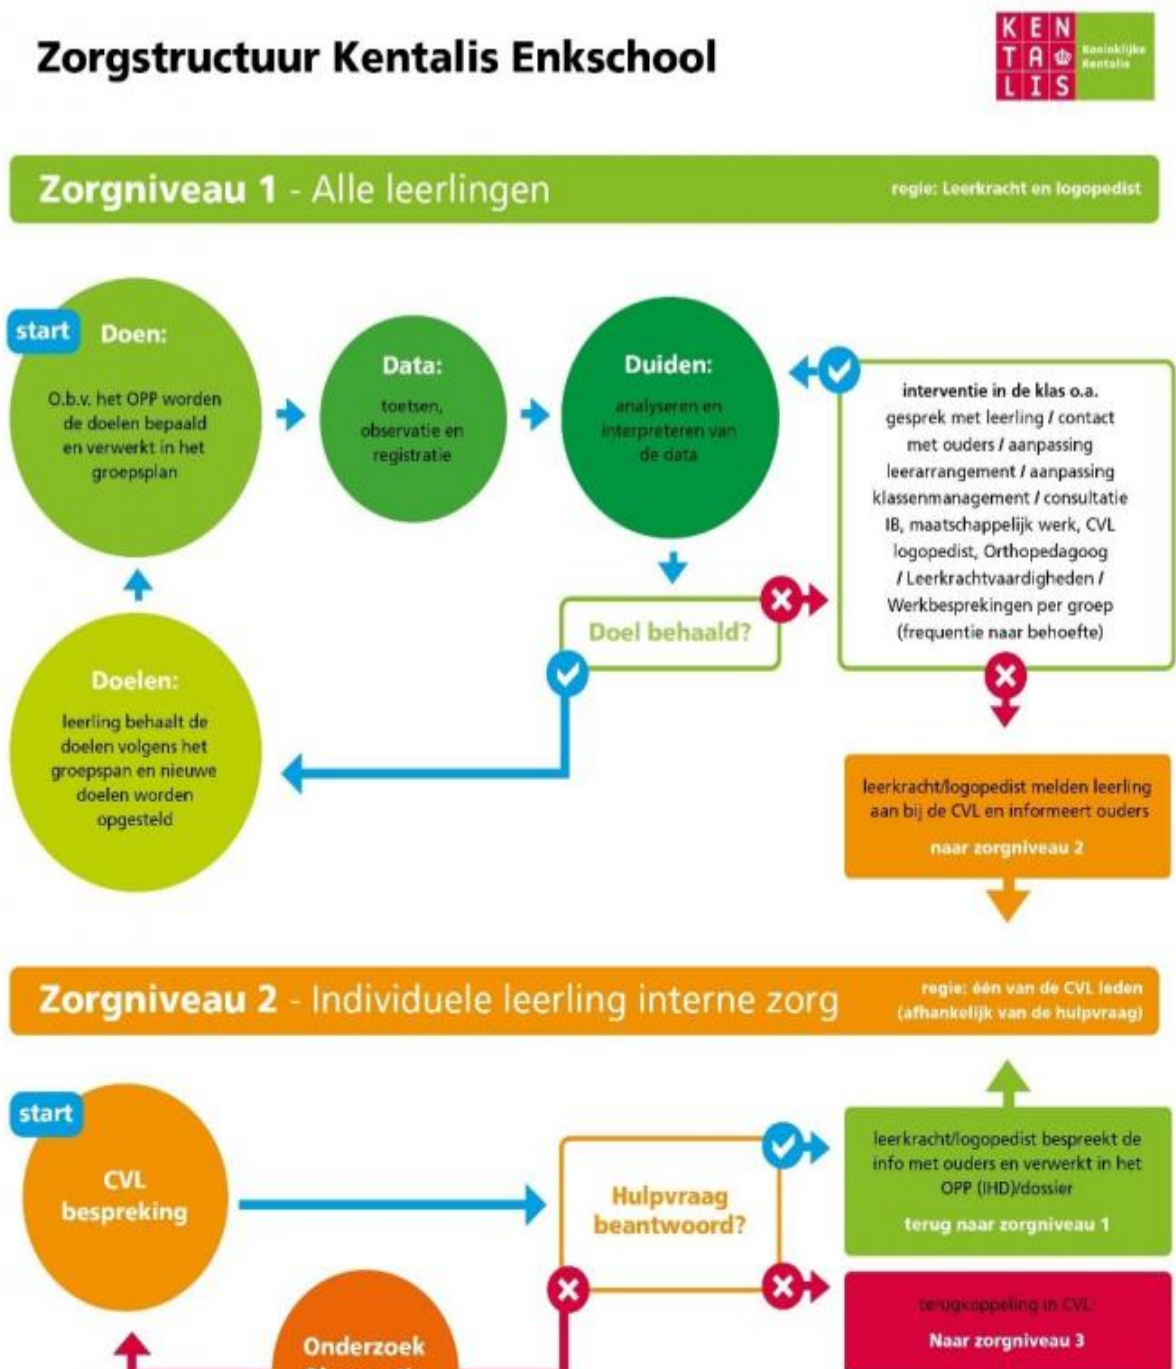 Zorgstructuur Kentalis Enkschool
KEN
TA
LIS
Koninklijke
Kentalis
Zorgniveau 1 - Alle leerlingen
regie: Leerkracht en logopedist
start
Doen:
O.b.v. het OPP worden
de doelen bepaald
en verwerkt in het
groepsplan
Data:
toetsen,
observatie en
registratie
Duiden:
analyseren en
interpreteren van
de data
interventie in de klas o.a.
gesprek met leerling / contact
met ouders / aanpassing
leerarrangement / aanpassing
klassenmanagement / consultatie
IB, maatschappelijk werk, CVL
logopedist, Orthopedagoog
/ Leerkrachtvaardigheden /
Werkbesprekingen per groep
(frequentie naar behoefte)
Doel behaald?
Doelen:
leerling behaalt de
doelen volgens het
groepspan en nieuwe
doelen worden
opgesteld
leerkracht/logopedist melden leerling
aan bij de CVL en informeert ouders
naar zorgniveau 2
Zorgniveau 2 - Individuele leerling interne zorg
regie: één van de CVL leden
(afhankelijk van de hulpvraag)
start
CVL
bespreking
Hulpvraag
beantwoord?
leerkracht/logopedist bespreekt de
info met ouders en verwerkt in het
OPP (IHD)/dossier
terug naar zorgniveau 1
terugkoppeling in CVL:
Naar zorgniveau 3
Onderzoek